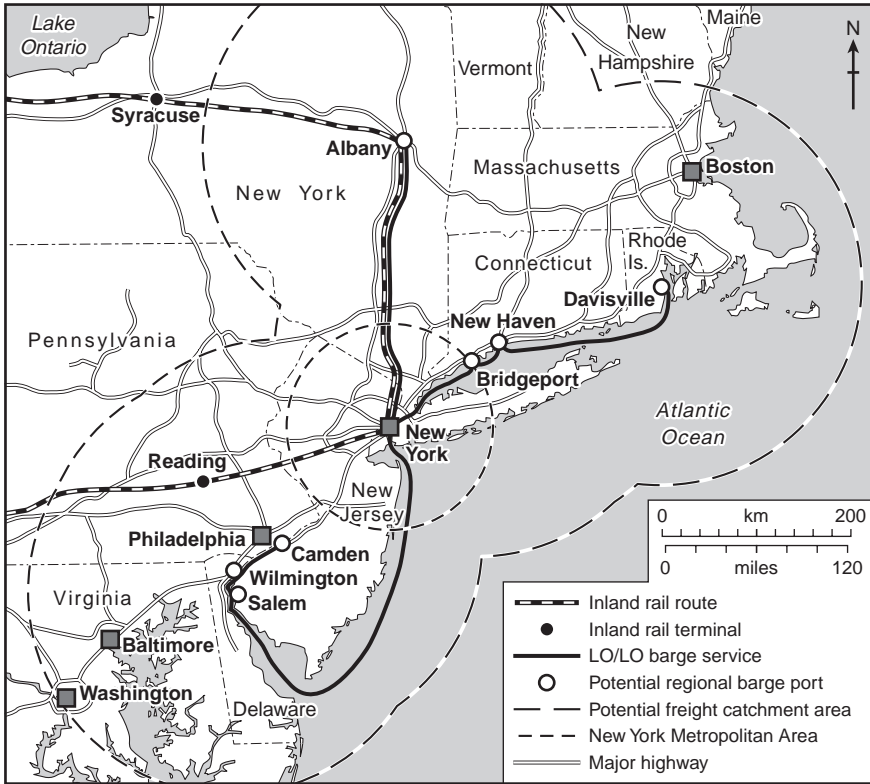 Lake
Ontario
Maine
New
Hampshire
Vermont
N
Syracuse
Albany
Massachusetts
Boston
New York
Rhode
Is.
Connecticut
Davisville
New Haven
Pennsylvania
Bridgeport
Atlantic
Ocean
New
York
Reading
New
Jersey
0 km 200
0 miles 120
Philadelphia
Camden
Wilmington
Virginia
Salem
Baltimore
Washington
Delaware
Inland rail route
Inland rail terminal
LO/LO barge service
Potential regional barge port
Potential freight catchment area
New York Metropolitan Area
Major highway